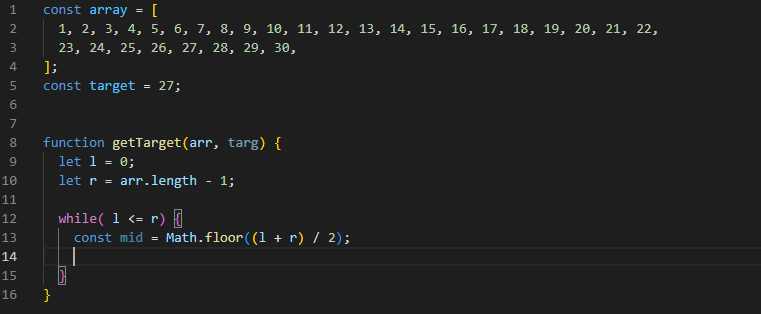 1 const array = [
2 1, 2, 3, 4, 5, 6, 7, 8, 9, 10, 11, 12, 13, 14, 15, 16, 17, 18, 19, 20, 21, 22,
3 23, 24, 25, 26, 27, 28, 29, 30,
4 ];
5 const target = 27;
6
7
8 function getTarget(arr, targ) {
9 let l = 0;
10 let r = arr.length - 1;
11
12 while( l <= r) {
13 const mid = Math.floor((l + r) / 2);
14
15 }
16 }